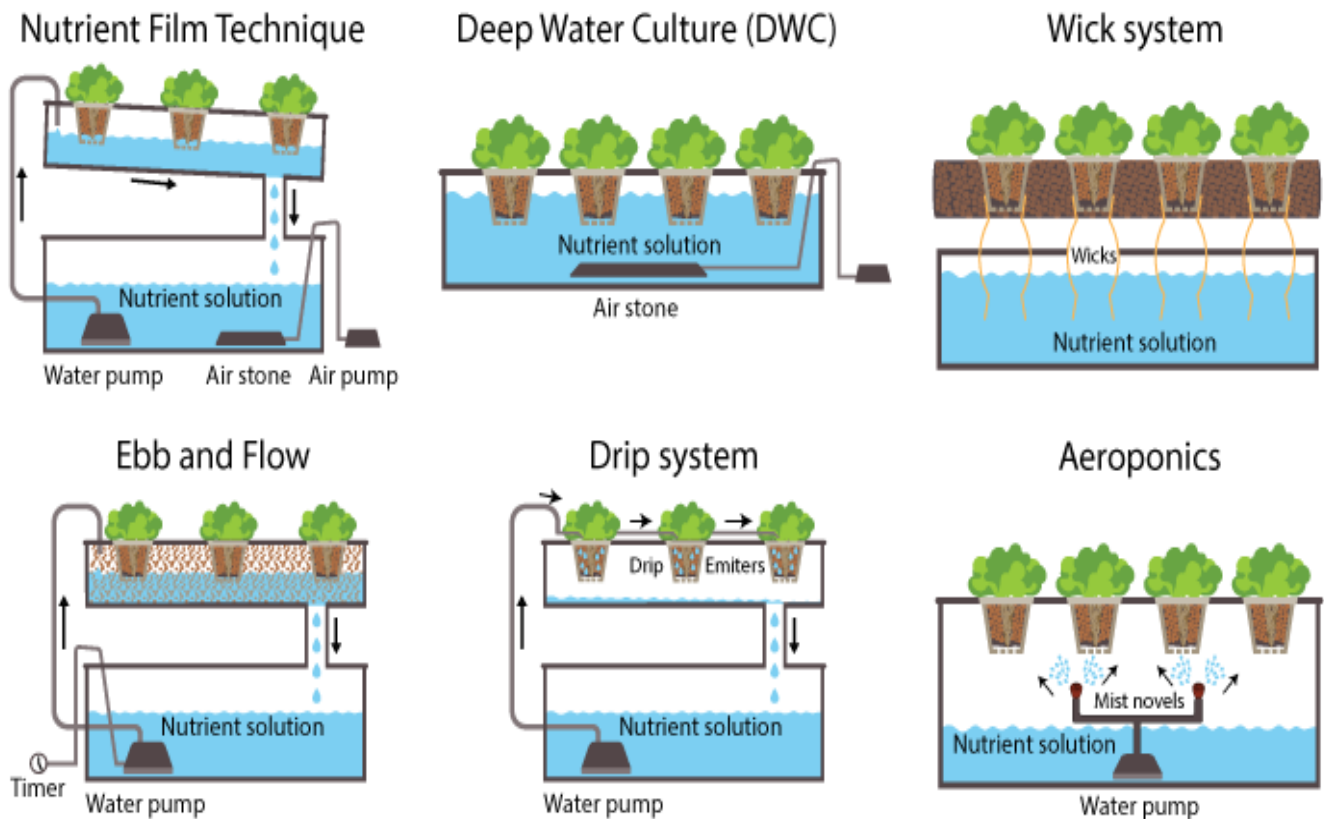 Nutrient Film Technique
Nutrient solution
Water pump
Air stone
Air pump
Deep Water Culture (DWC)
Nutrient solution
Air stone
Wick system
Wicks
Nutrient solution
Ebb and Flow
Nutrient solution
Timer
Water pump
Drip system
Drip
Emiters
Nutrient solution
Water pump
Aeroponics
Mist novels
Nutrient solution
Water pump